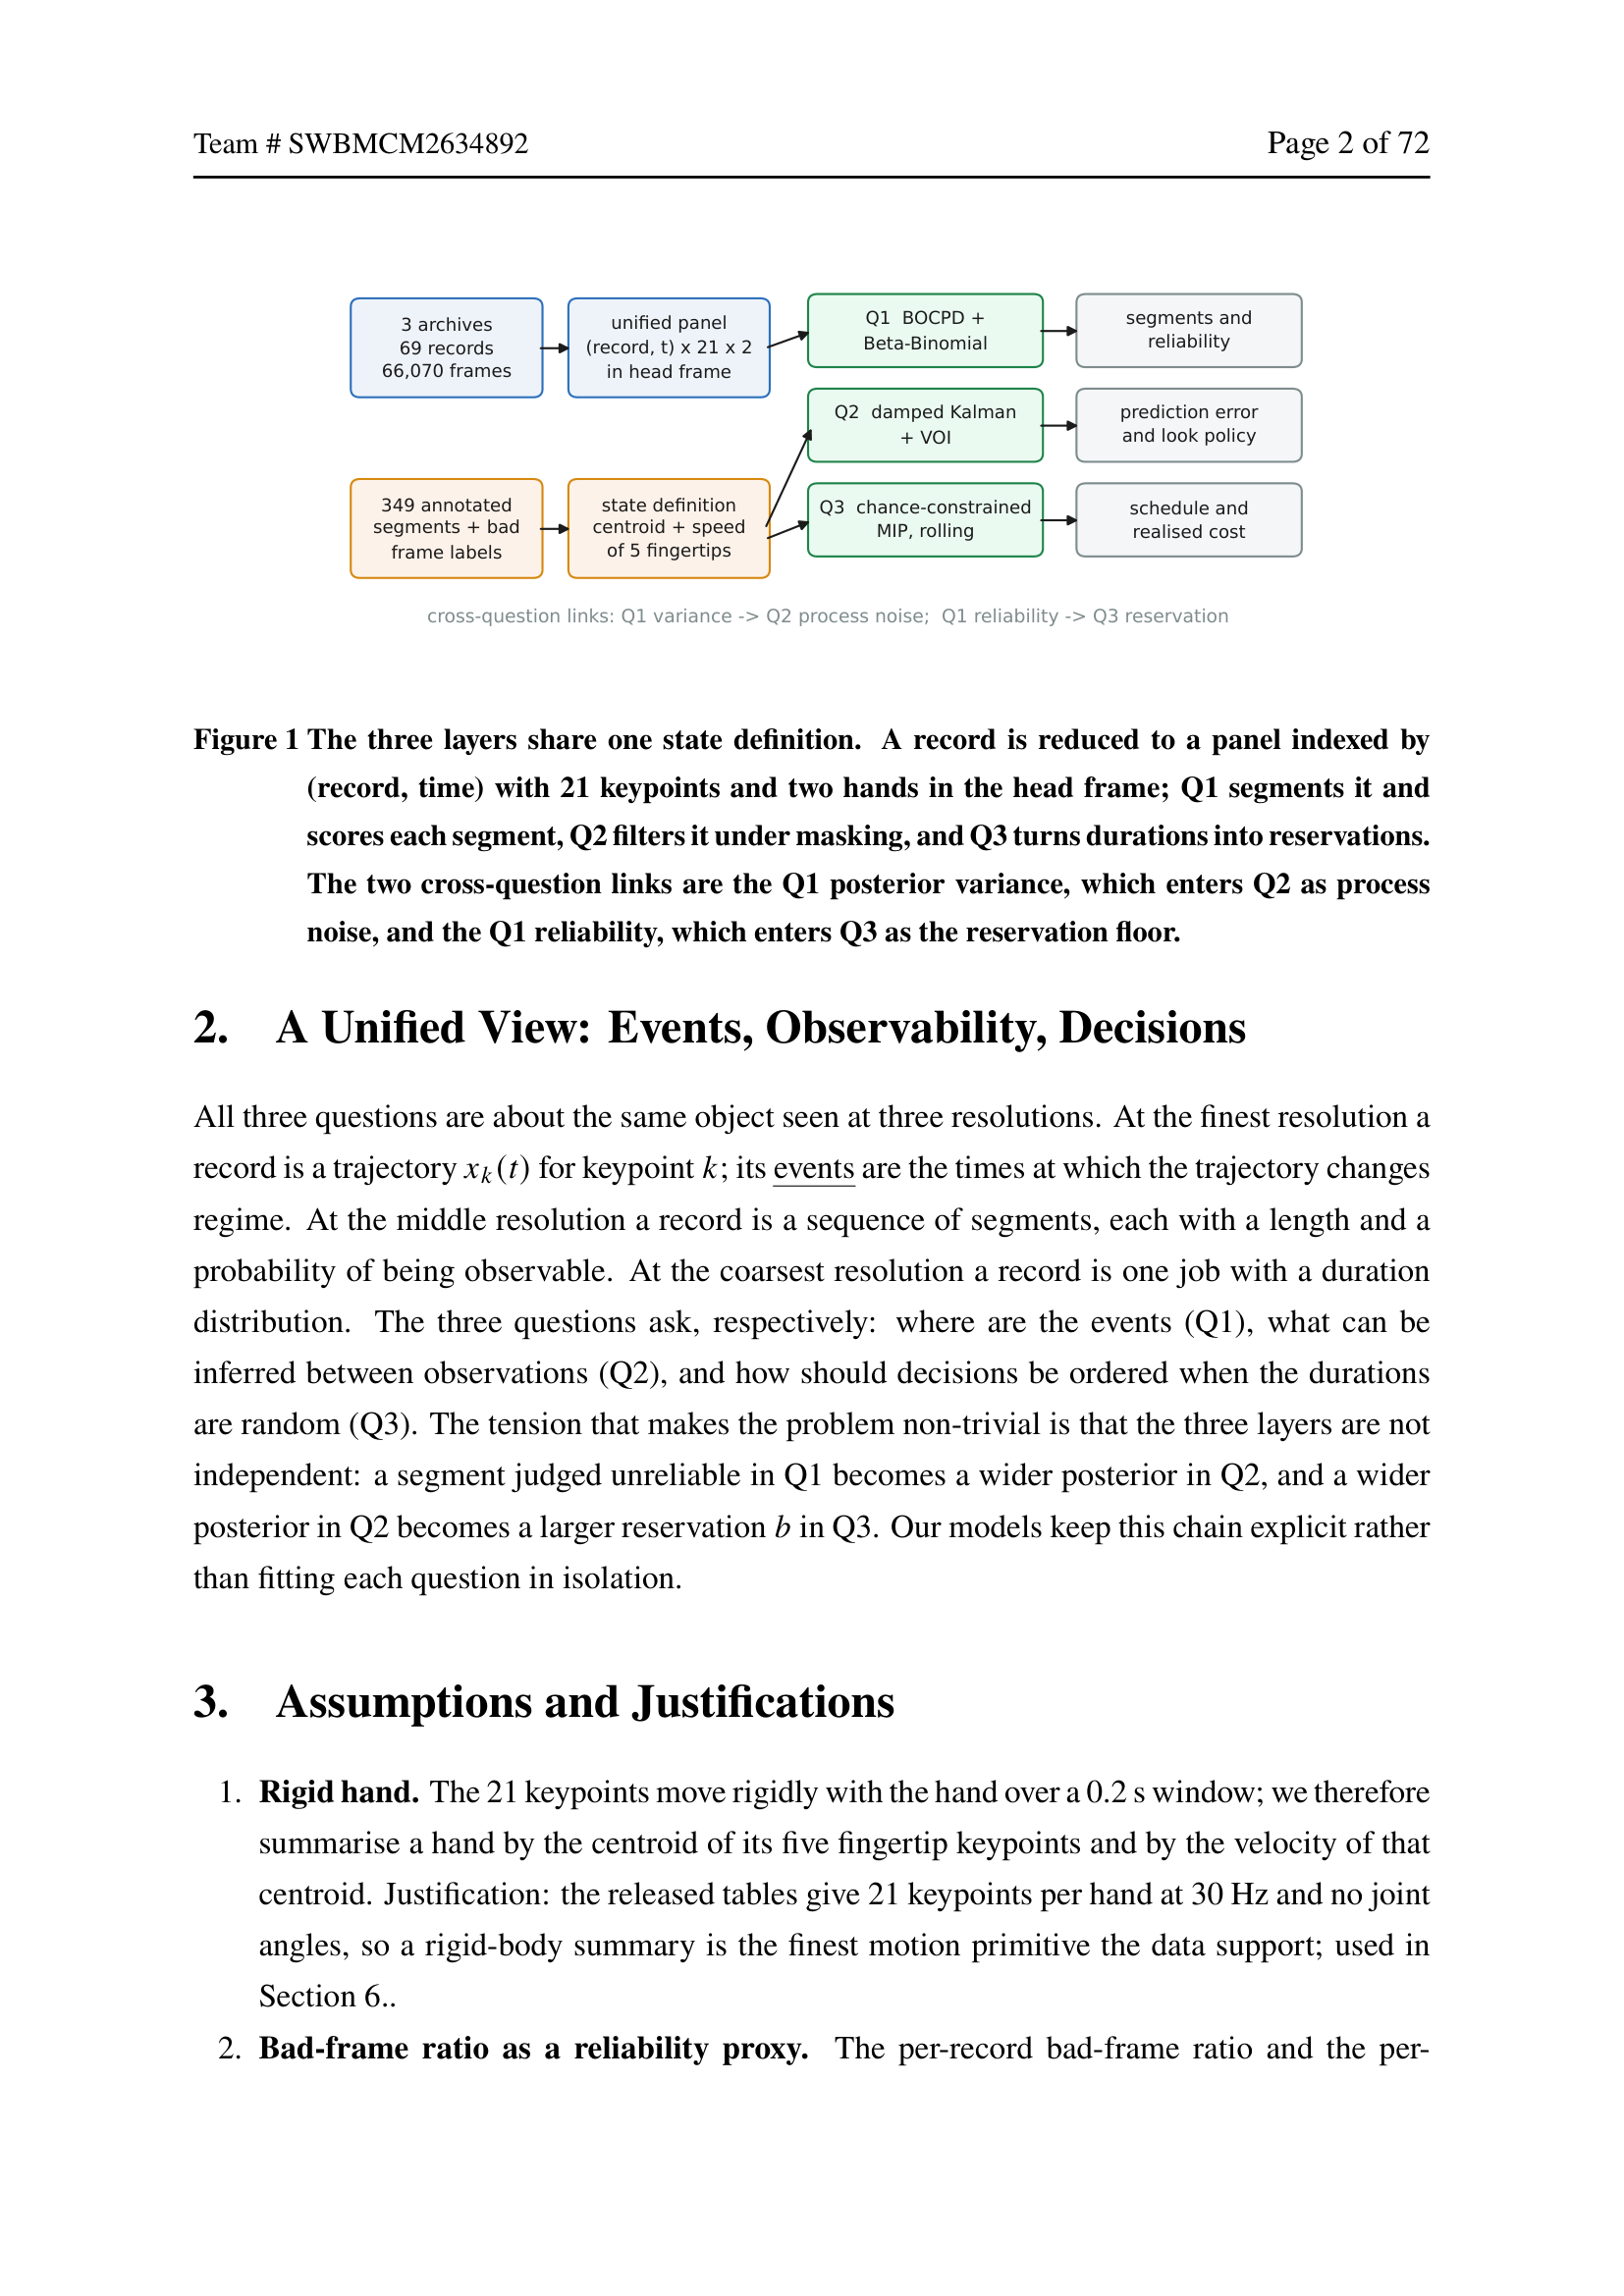 Team # SWBMCM2634892
Page 2 of 72
3 archives
69 records
66,070 frames
unified panel
(record, t) x 21 x 2
in head frame
Q1 BOCPD +
Beta-Binomial
segments and
reliability
Q2 damped Kalman
+ VOI
prediction error
and look policy
349 annotated
segments + bad
frame labels
state definition
centroid + speed
of 5 fingertips
Q3 chance-constrained
MIP, rolling
schedule and
realised cost
cross-question links: Q1 variance -> Q2 process noise; Q1 reliability -> Q3 reservation
Figure 1 The three layers share one state definition. A record is reduced to a panel indexed by
(record, time) with 21 keypoints and two hands in the head frame; Q1 segments it and
scores each segment, Q2 filters it under masking, and Q3 turns durations into reservations.
The two cross-question links are the Q1 posterior variance, which enters Q2 as process
noise, and the Q1 reliability, which enters Q3 as the reservation floor.
2. A Unified View: Events, Observability, Decisions
All three questions are about the same object seen at three resolutions. At the finest resolution a
record is a trajectory x_k(t) for keypoint k; its events are the times at which the trajectory changes
regime. At the middle resolution a record is a sequence of segments, each with a length and a
probability of being observable. At the coarsest resolution a record is one job with a duration
distribution. The three questions ask, respectively: where are the events (Q1), what can be
inferred between observations (Q2), and how should decisions be ordered when the durations
are random (Q3). The tension that makes the problem non-trivial is that the three layers are not
independent: a segment judged unreliable in Q1 becomes a wider posterior in Q2, and a wider
posterior in Q2 becomes a larger reservation b in Q3. Our models keep this chain explicit rather
than fitting each question in isolation.
3. Assumptions and Justifications
1. Rigid hand. The 21 keypoints move rigidly with the hand over a 0.2 s window; we therefore
summarise a hand by the centroid of its five fingertip keypoints and by the velocity of that
centroid. Justification: the released tables give 21 keypoints per hand at 30 Hz and no joint
angles, so a rigid-body summary is the finest motion primitive the data support; used in
Section 6..
2. Bad-frame ratio as a reliability proxy. The per-record bad-frame ratio and the per-